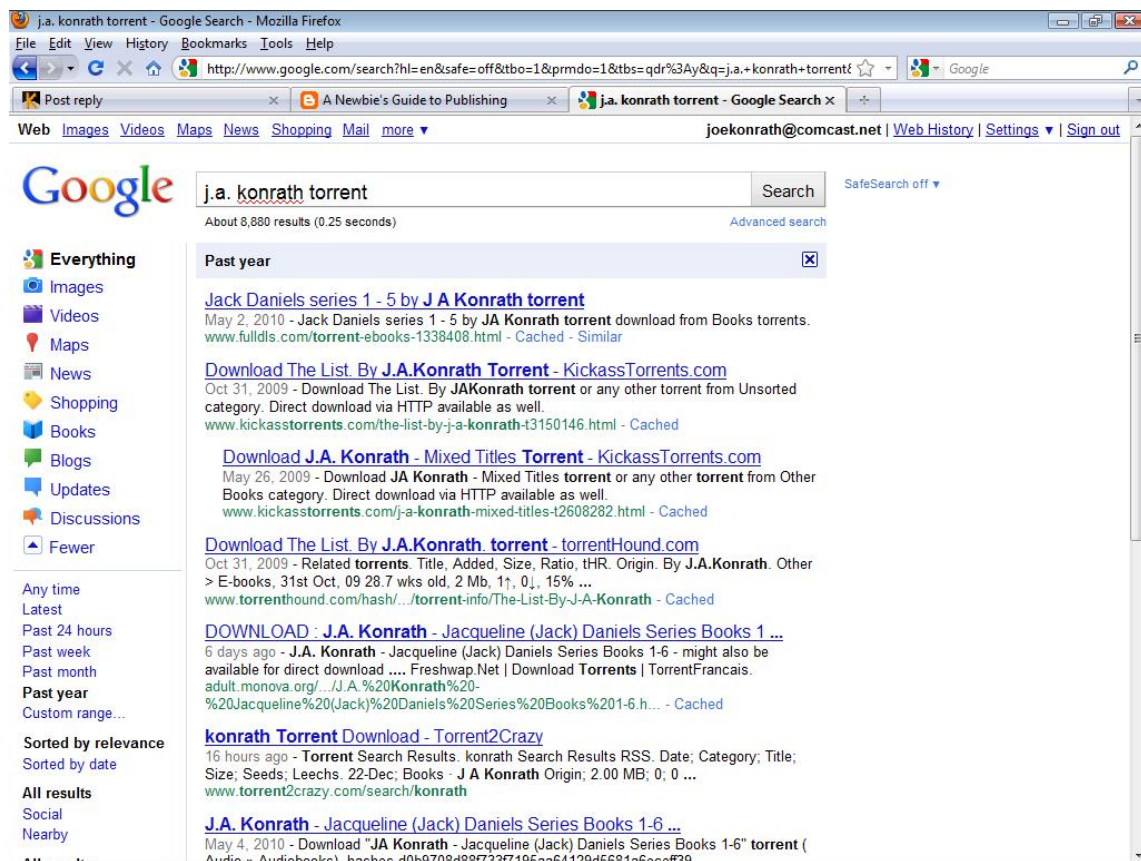 j.a. konrath torrent - Google Search - Mozilla Firefox
File Edit View History Bookmarks Tools Help
http://www.google.com/search?hl=en&safe=off&tbo=1&prmdo=1&tbs=qdr%3Ay&q=j.a.+konrath+torrent& Google
Post reply A Newbie's Guide to Publishing j.a. konrath torrent - Google Search
Web Images Videos Maps News Shopping Mail more ▼ joekonrath@comcast.net | Web History | Settings ▼ | Sign out
Google j.a. konrath torrent Search SafeSearch off ▼
About 8,880 results (0.25 seconds) Advanced search
Everything
Images
Videos
Maps
News
Shopping
Books
Blogs
Updates
Discussions
Fewer
Any time
Latest
Past 24 hours
Past week
Past month
Past year
Custom range...
Sorted by relevance
Sorted by date
All results
Social
Nearby
Past year
Jack Daniels series 1 - 5 by J A Konrath torrent
May 2, 2010 - Jack Daniels series 1 - 5 by JA Konrath torrent download from Books torrents.
www.fulldls.com/torrent-ebooks-1338408.html - Cached - Similar
Download The List. By J.A.Konrath Torrent - KickassTorrents.com
Oct 31, 2009 - Download The List. By JAKonrath torrent or any other torrent from Unsorted
category. Direct download via HTTP available as well.
www.kickasstorrents.com/the-list-by-j-a-konrath-t3150146.html - Cached
Download J.A. Konrath - Mixed Titles Torrent - KickassTorrents.com
May 26, 2009 - Download JA Konrath - Mixed Titles torrent or any other torrent from Other
Books category. Direct download via HTTP available as well.
www.kickasstorrents.com/j-a-konrath-mixed-titles-t2608282.html - Cached
Download The List. By J.A.Konrath. torrent - torrentHound.com
Oct 31, 2009 - Related torrents. Title, Added, Size, Ratio, tHR. Origin. By J.A.Konrath. Other
> E-books, 31st Oct, 09 28.7 wks old, 2 Mb, 1↑, 0↓, 15% ...
www.torrenthound.com/hash/.../torrent-info/The-List-By-J-A-Konrath - Cached
DOWNLOAD : J.A. Konrath - Jacqueline (Jack) Daniels Series Books 1 ...
6 days ago - J.A. Konrath - Jacqueline (Jack) Daniels Series Books 1-6 - might also be
available for direct download .... Freshwap.Net | Download Torrents | TorrentFrancais.
adult.monova.org/.../J.A.%20Konrath%20-
%20Jacqueline%20(Jack)%20Daniels%20Series%20Books%201-6.h... - Cached
konrath Torrent Download - Torrent2Crazy
16 hours ago - Torrent Search Results. konrath Search Results RSS. Date; Category; Title;
Size; Seeds; Leechs. 22-Dec; Books · J A Konrath Origin; 2.00 MB; 0; 0 ...
www.torrent2crazy.com/search/konrath
J.A. Konrath - Jacqueline (Jack) Daniels Series Books 1-6 ...
May 4, 2010 - Download "JA Konrath - Jacqueline (Jack) Daniels Series Books 1-6" torrent (
Audio » Audiobooks)